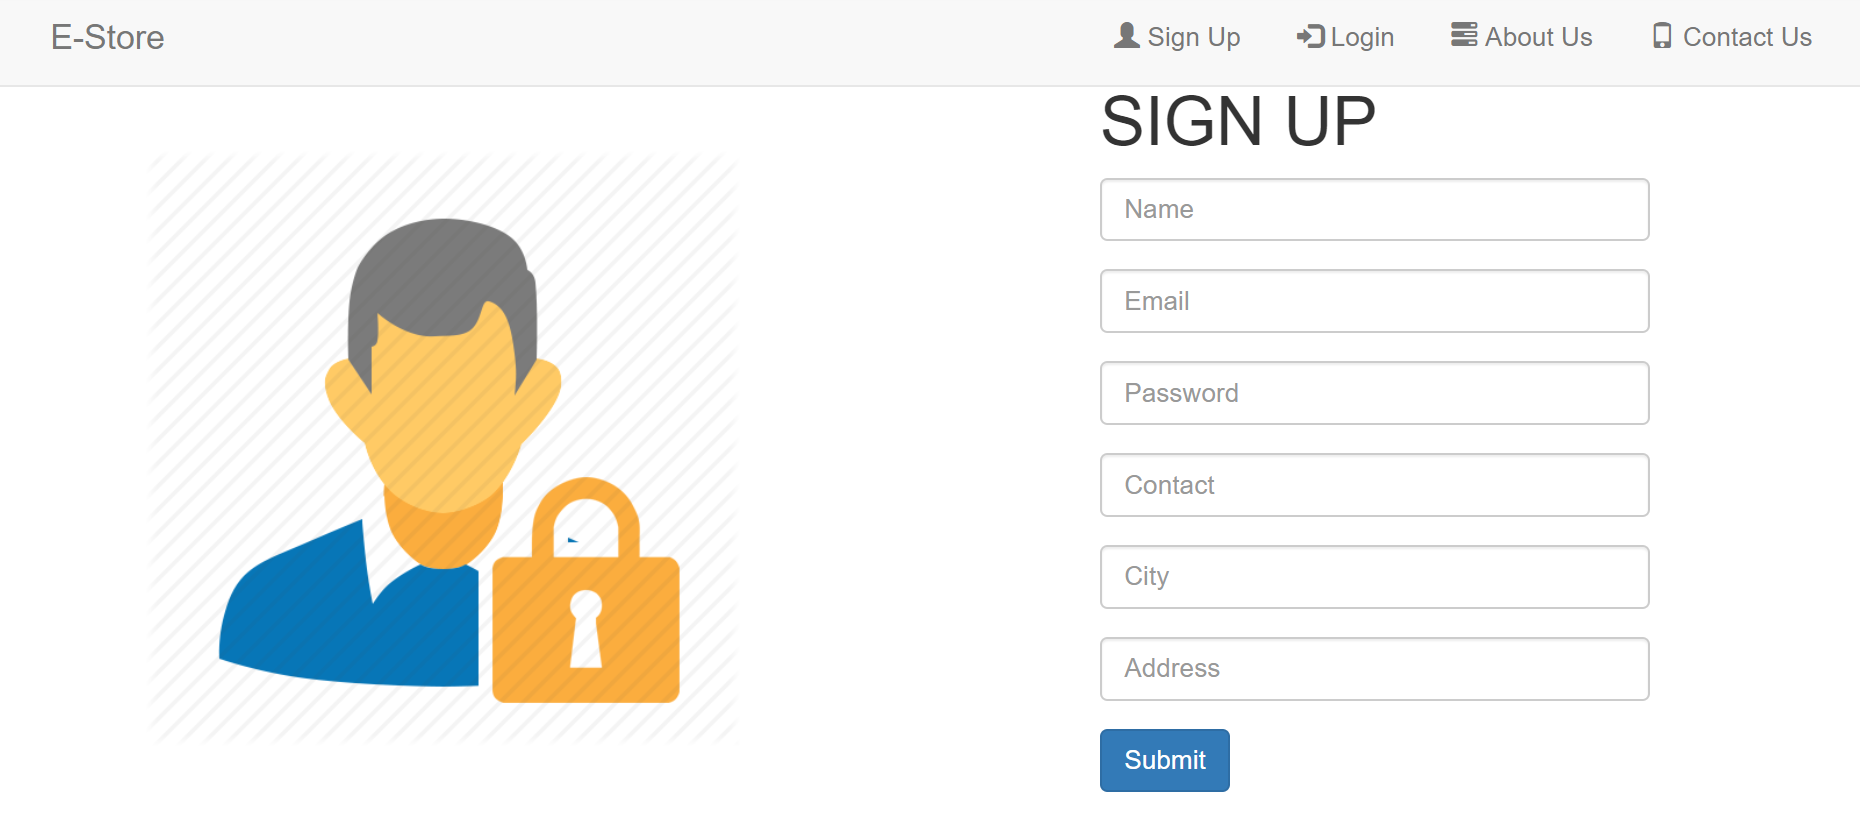 E-Store
Sign Up
Login
About Us
Contact Us
SIGN UP
Name
Email
Password
Contact
City
Address
Submit